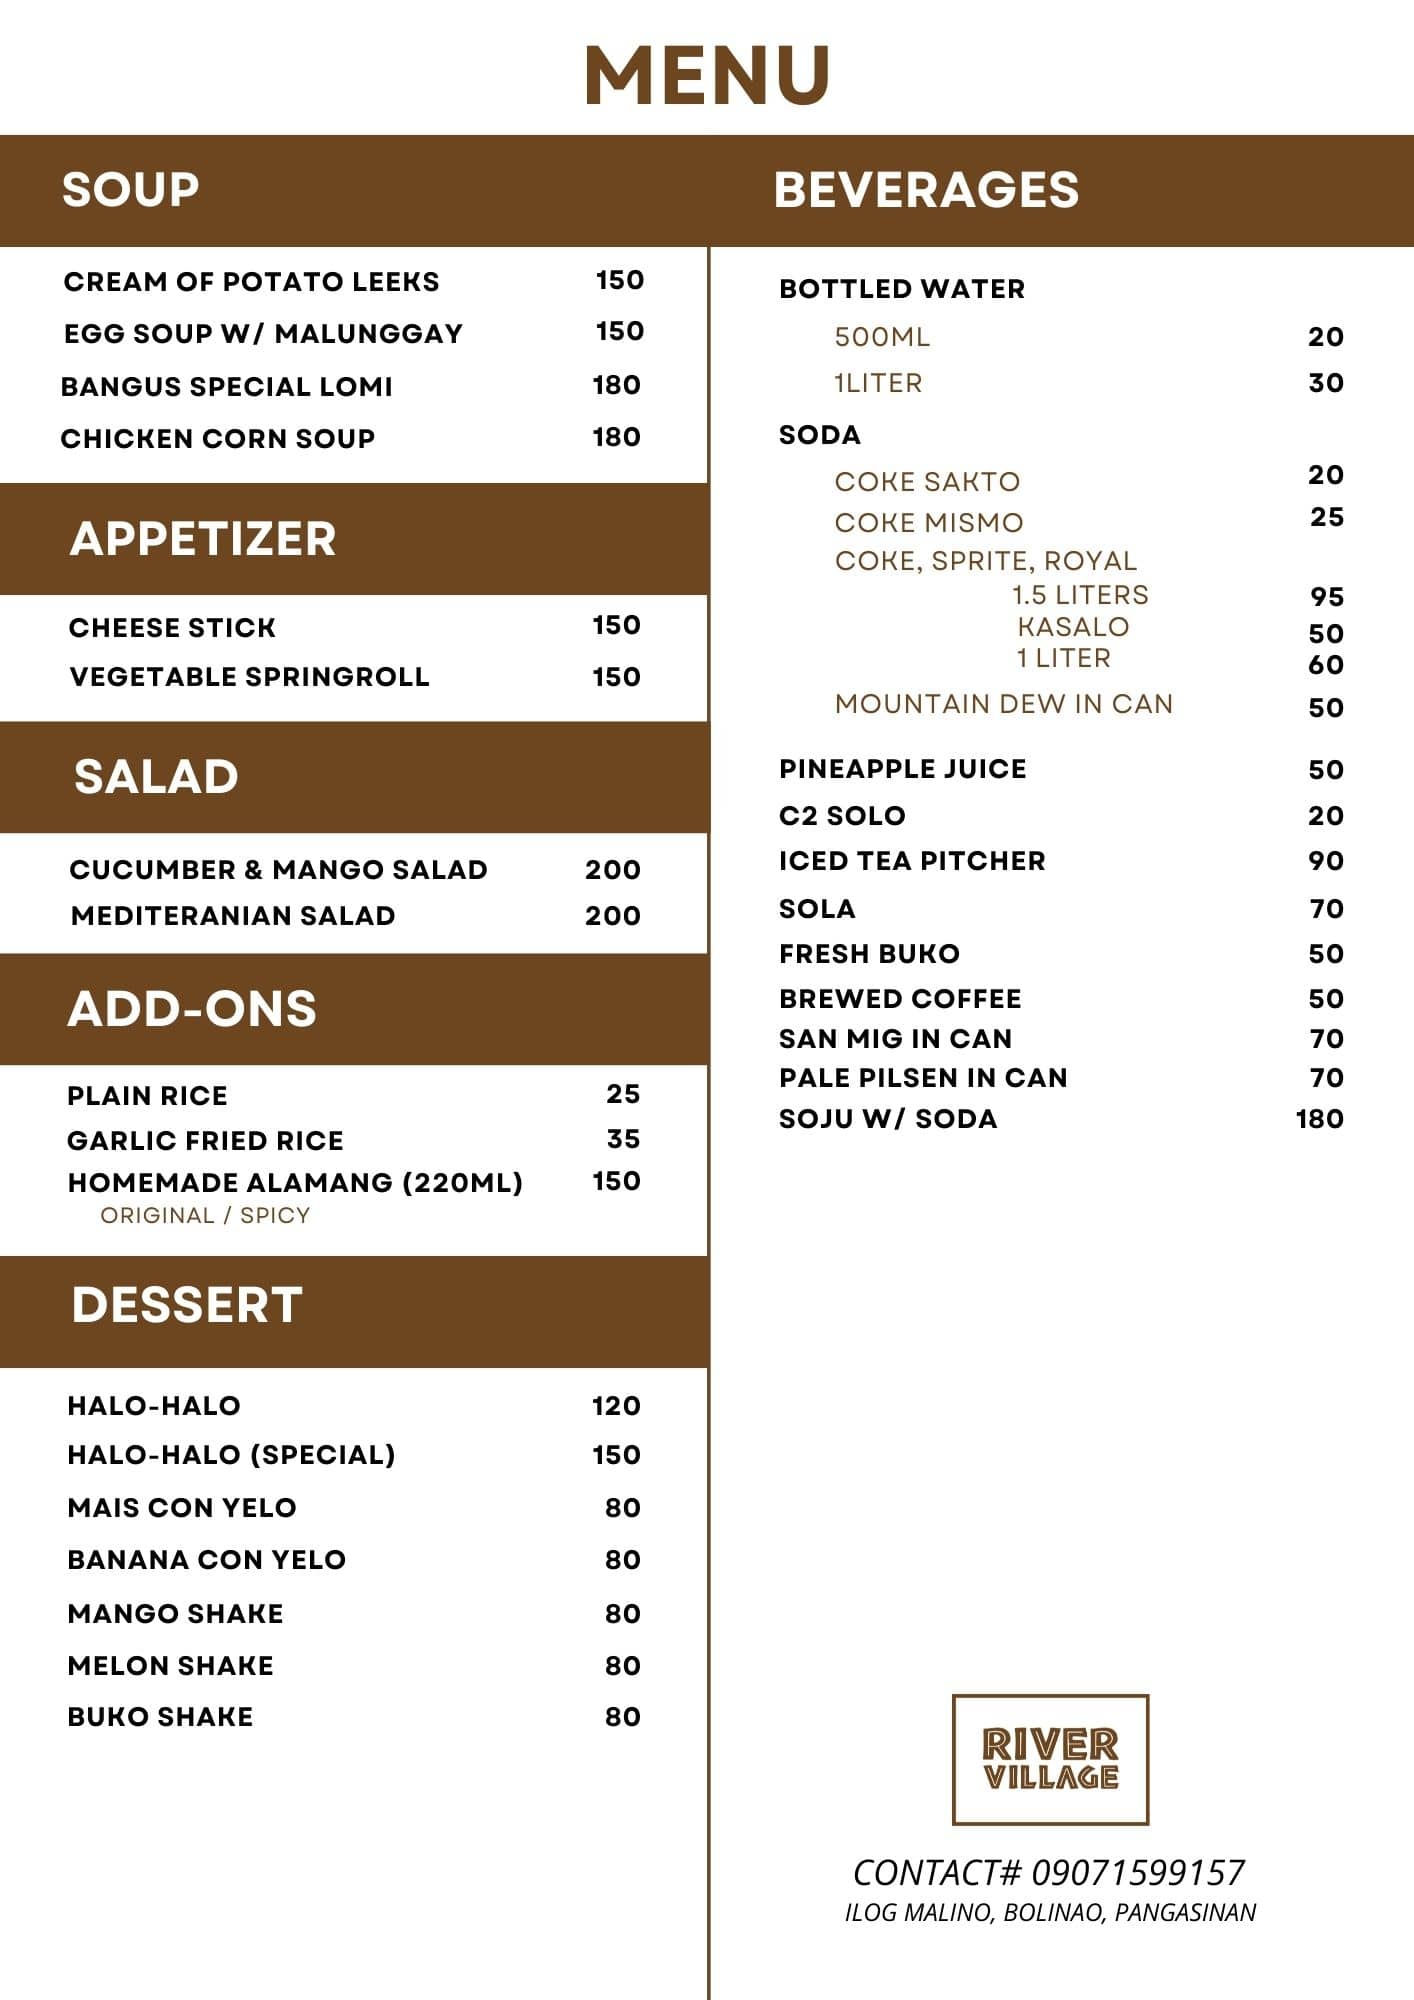 MENU
SOUP
CREAM OF POTATO LEEKS 150
EGG SOUP W/ MALUNGGAY 150
BANGUS SPECIAL LOMI 180
CHICKEN CORN SOUP 180
APPETIZER
CHEESE STICK 150
VEGETABLE SPRINGROLL 150
SALAD
CUCUMBER & MANGO SALAD 200
MEDITERANIAN SALAD 200
ADD-ONS
PLAIN RICE 25
GARLIC FRIED RICE 35
HOMEMADE ALAMANG (220ML) 150
ORIGINAL / SPICY
DESSERT
HALO-HALO 120
HALO-HALO (SPECIAL) 150
MAIS CON YELO 80
BANANA CON YELO 80
MANGO SHAKE 80
MELON SHAKE 80
BUKO SHAKE 80
BEVERAGES
BOTTLED WATER
500ML 20
1LITER 30
SODA
COKE SAKTO 20
COKE MISMO 25
COKE, SPRITE, ROYAL
1.5 LITERS 95
KASALO 50
1 LITER 60
MOUNTAIN DEW IN CAN 50
PINEAPPLE JUICE 50
C2 SOLO 20
ICED TEA PITCHER 90
SOLA 70
FRESH BUKO 50
BREWED COFFEE 50
SAN MIG IN CAN 70
PALE PILSEN IN CAN 70
SOJU W/ SODA 180
RIVER
VILLAGE
CONTACT# 09071599157
ILOG MALINO, BOLINAO, PANGASINAN